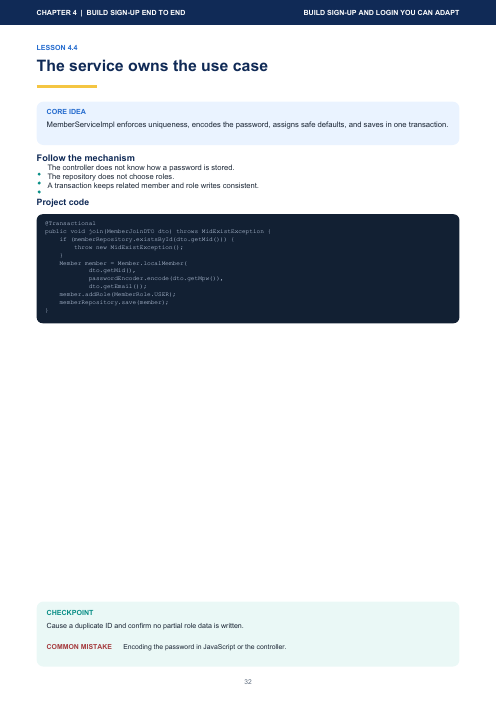 CHAPTER 4 | BUILD SIGN-UP END TO END
BUILD SIGN-UP AND LOGIN YOU CAN ADAPT
LESSON 4.4
The service owns the use case
CORE IDEA
MemberServiceImpl enforces uniqueness, encodes the password, assigns safe defaults, and saves in one transaction.
Follow the mechanism
The controller does not know how a password is stored.
The repository does not choose roles.
A transaction keeps related member and role writes consistent.
Project code
@Transactional
public void join(MemberJoinDTO dto) throws MidExistException {
    if (memberRepository.existsById(dto.getMid())) {
        throw new MidExistException();
    }
    Member member = Member.localMember(
            dto.getMid(),
            passwordEncoder.encode(dto.getMpw()),
            dto.getEmail());
    member.addRole(MemberRole.USER);
    memberRepository.save(member);
}
CHECKPOINT
Cause a duplicate ID and confirm no partial role data is written.
COMMON MISTAKE Encoding the password in JavaScript or the controller.
32